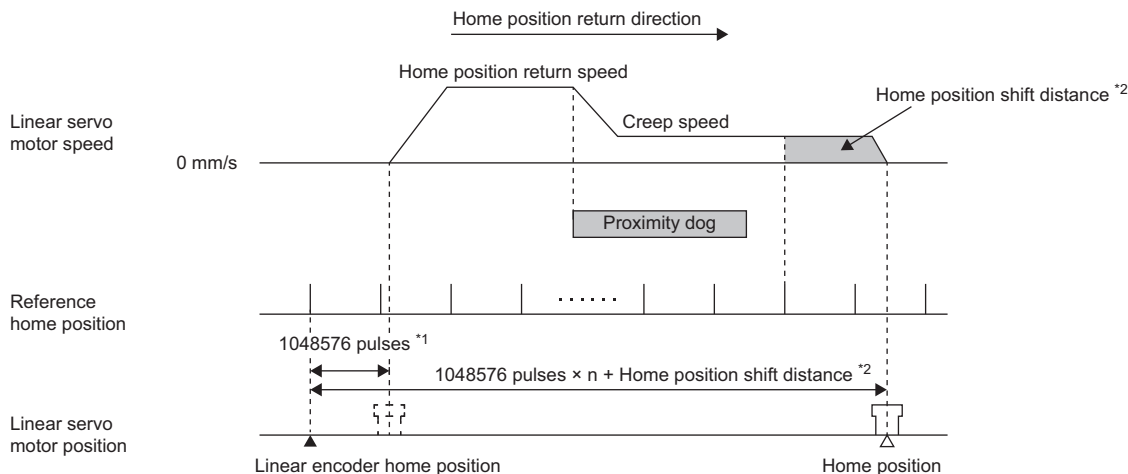 Home position return direction
Home position return speed
Home position shift distance *2
Linear servo
motor speed
Creep speed
0 mm/s
Proximity dog
Reference
home position
1048576 pulses *1
1048576 pulses × n + Home position shift distance *2
Linear servo
motor position
Linear encoder home position
Home position